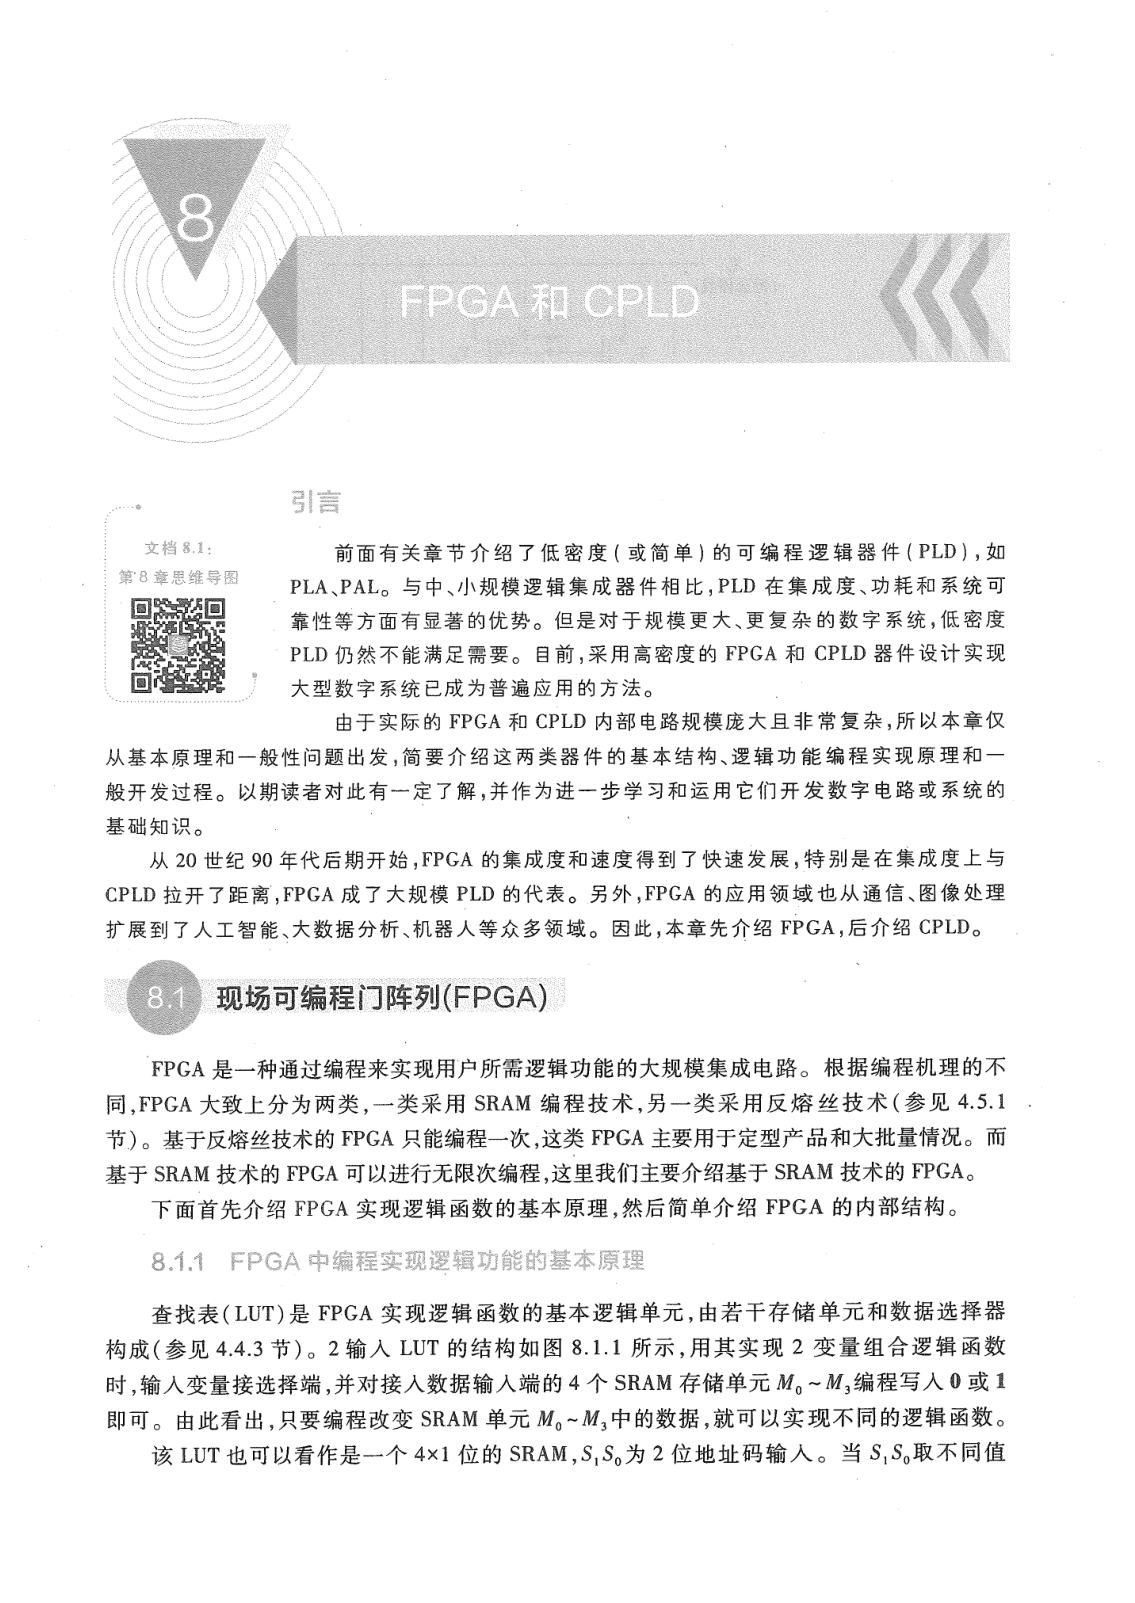 8
FPGA 和 CPLD
引言
文档 8.1:
第 8 章思维导图
前面有关章节介绍了低密度(或简单)的可编程逻辑器件(PLD),如
PLA、PAL。与中、小规模逻辑集成器件相比,PLD 在集成度、功耗和系统可
靠性等方面有显著的优势。但是对于规模更大、更复杂的数字系统,低密度
PLD 仍然不能满足需要。目前,采用高密度的 FPGA 和 CPLD 器件设计实现
大型数字系统已成为普遍应用的方法。
由于实际的 FPGA 和 CPLD 内部电路规模庞大且非常复杂,所以本章仅
从基本原理和一般性问题出发,简要介绍这两类器件的基本结构、逻辑功能编程实现原理和一
般开发过程。以期读者对此有一定了解,并作为进一步学习和运用它们开发数字电路或系统的
基础知识。
从 20 世纪 90 年代后期开始,FPGA 的集成度和速度得到了快速发展,特别是在集成度上与
CPLD 拉开了距离,FPGA 成了大规模 PLD 的代表。另外,FPGA 的应用领域也从通信、图像处理
扩展到了人工智能、大数据分析、机器人等众多领域。因此,本章先介绍 FPGA,后介绍 CPLD。
8.1 现场可编程门阵列(FPGA)
FPGA 是一种通过编程来实现用户所需逻辑功能的大规模集成电路。根据编程机理的不
同,FPGA 大致上分为两类,一类采用 SRAM 编程技术,另一类采用反熔丝技术(参见 4.5.1
节)。基于反熔丝技术的 FPGA 只能编程一次,这类 FPGA 主要用于定型产品和大批量情况。而
基于 SRAM 技术的 FPGA 可以进行无限次编程,这里我们主要介绍基于 SRAM 技术的 FPGA。
下面首先介绍 FPGA 实现逻辑函数的基本原理,然后简单介绍 FPGA 的内部结构。
8.1.1 FPGA 中编程实现逻辑功能的基本原理
查找表(LUT)是 FPGA 实现逻辑函数的基本逻辑单元,由若干存储单元和数据选择器
构成(参见 4.4.3 节)。2 输入 LUT 的结构如图 8.1.1 所示,用其实现 2 变量组合逻辑函数
时,输入变量接选择端,并对接入数据输入端的 4 个 SRAM 存储单元 M₀~M₃编程写入 0 或 1
即可。由此看出,只要编程改变 SRAM 单元 M₀~M₃中的数据,就可以实现不同的逻辑函数。
该 LUT 也可以看作是一个 4×1 位的 SRAM,S₁S₀为 2 位地址码输入。当 S₁S₀取不同值